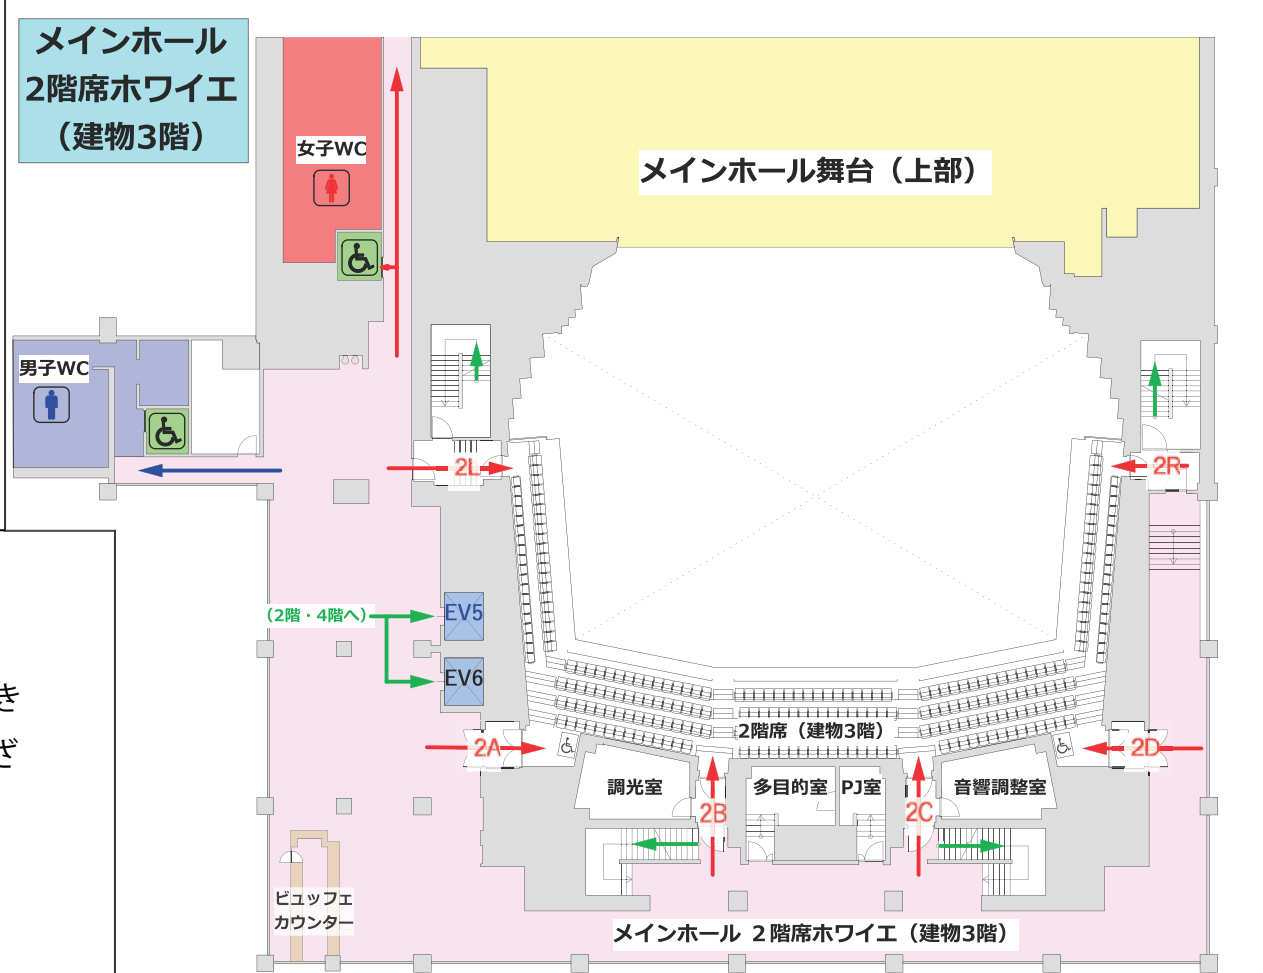 メインホール
2階席ホワイエ
（建物3階）
女子WC
メインホール舞台（上部）
男子WC
2L
2R
（2階・4階へ）
EV5
EV6
き
ざ
2A
2階席（建物3階）
2D
調光室
多目的室
PJ室
音響調整室
2B
2C
ビュッフェ
カウンター
メインホール ２階席ホワイエ（建物3階）